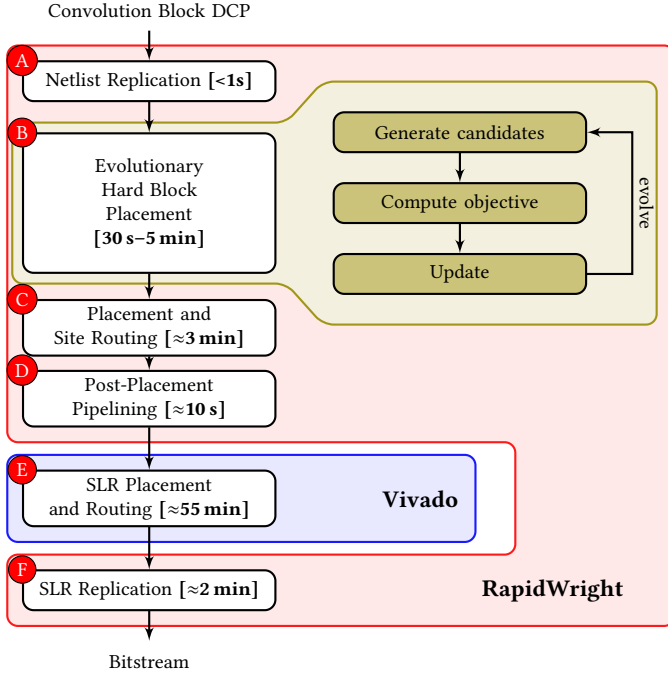 Convolution Block DCP
A
Netlist Replication [<1s]
B
Evolutionary
Hard Block
Placement
[30 s–5 min]
Generate candidates
Compute objective
Update
evolve
C
Placement and
Site Routing [≈3 min]
D
Post-Placement
Pipelining [≈10 s]
E
SLR Placement
and Routing [≈55 min]
Vivado
F
SLR Replication [≈2 min]
RapidWright
Bitstream